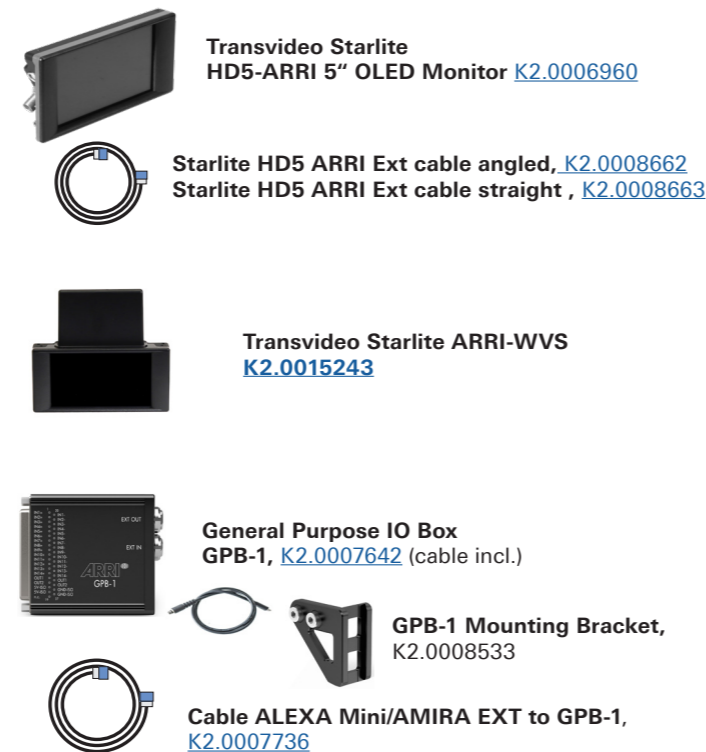 Transvideo Starlite
HD5-ARRI 5“ OLED Monitor K2.0006960
Starlite HD5 ARRI Ext cable angled, K2.0008662
Starlite HD5 ARRI Ext cable straight , K2.0008663
Transvideo Starlite ARRI-WVS
K2.0015243
EXT OUT
EXT IN
ARRI
GPB-1
General Purpose IO Box
GPB-1, K2.0007642 (cable incl.)
GPB-1 Mounting Bracket,
K2.0008533
Cable ALEXA Mini/AMIRA EXT to GPB-1,
K2.0007736